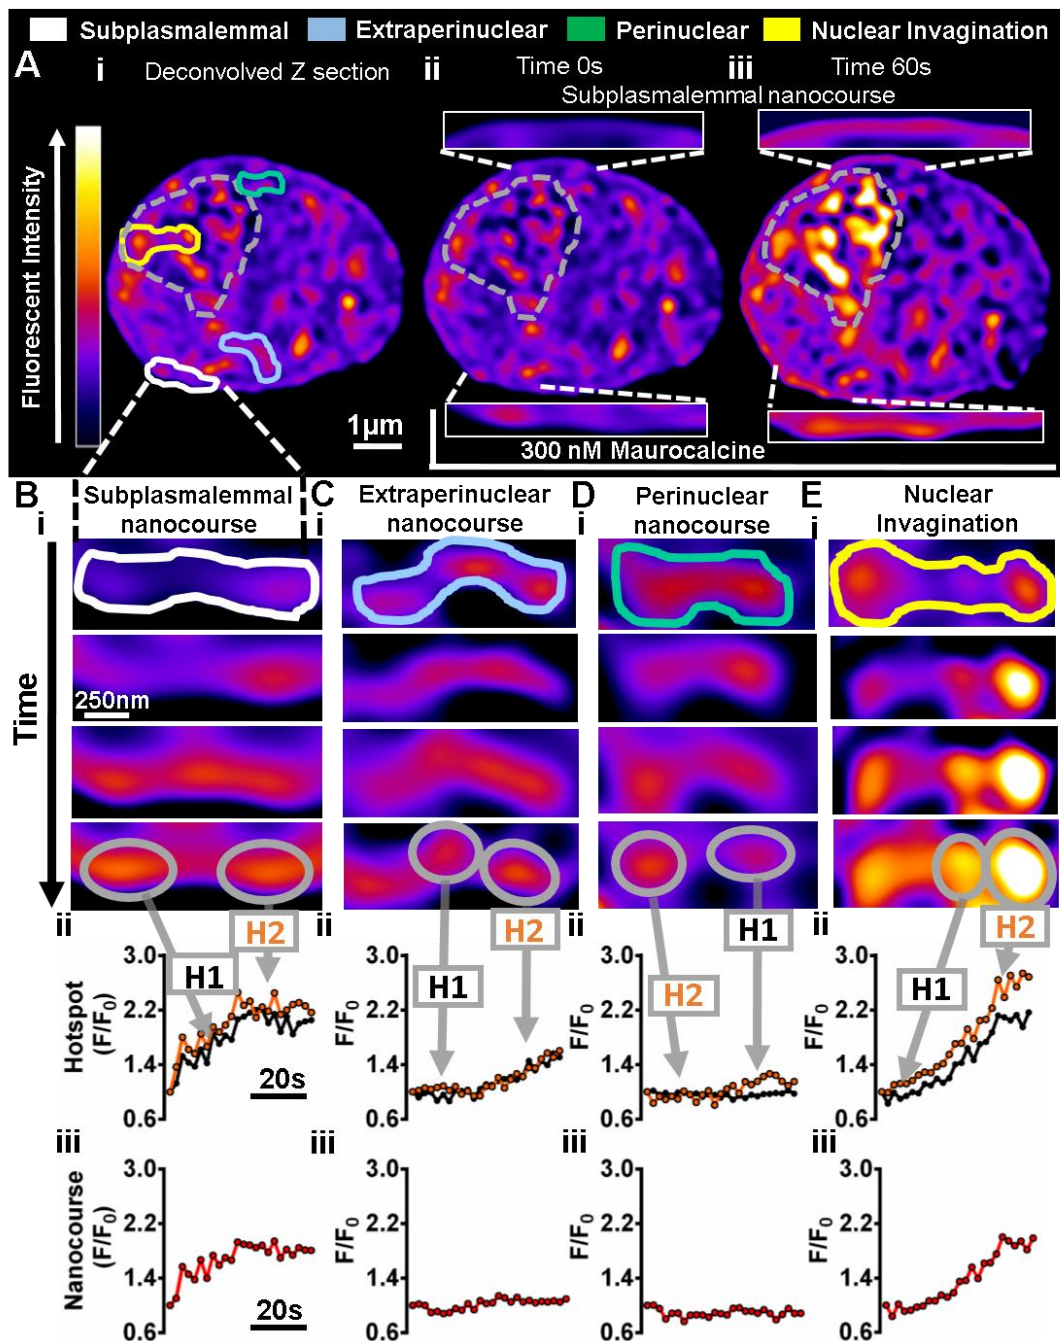 Subplasmalemmal Extraperinuclear Perinuclear Nuclear Invagination
A i Deconvolved Z section ii Time 0s iii Time 60s
Subplasmalemmal nanocourse
Fluorescent Intensity
1µm
300 nM Maurocalcine
B i Subplasmalemmal nanocourse
C i Extraperinuclear nanocourse
D i Perinuclear nanocourse
E i Nuclear Invagination
Time
250nm
H2
H1
H1
H2
H2
H1
H1
H2
ii ii ii ii
Hotspot (F/F0)
3.0
2.2
1.4
0.6
20s
F/F0
3.0
2.2
1.4
0.6
F/F0
3.0
2.2
1.4
0.6
F/F0
3.0
2.2
1.4
0.6
iii iii iii iii
Nanocourse (F/F0)
3.0
2.2
1.4
0.6
20s
F/F0
3.0
2.2
1.4
0.6
F/F0
3.0
2.2
1.4
0.6
F/F0
3.0
2.2
1.4
0.6